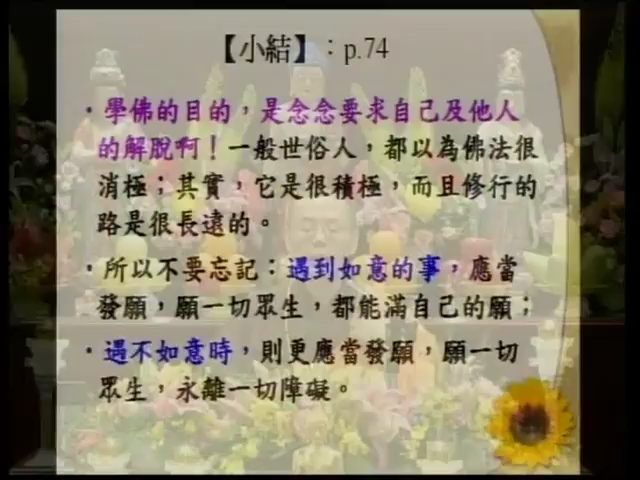 【小結】：p.74
・學佛的目的，是念念要求自己及他人
的解脫啊！一般世俗人，都以為佛法很
消極；其實，它是很積極，而且修行的
路是很長遠的。
・所以不要忘記：遇到如意的事，應當
發願，願一切眾生，都能滿自己的願；
・遇不如意時，則更應當發願，願一切
眾生，永離一切障礙。